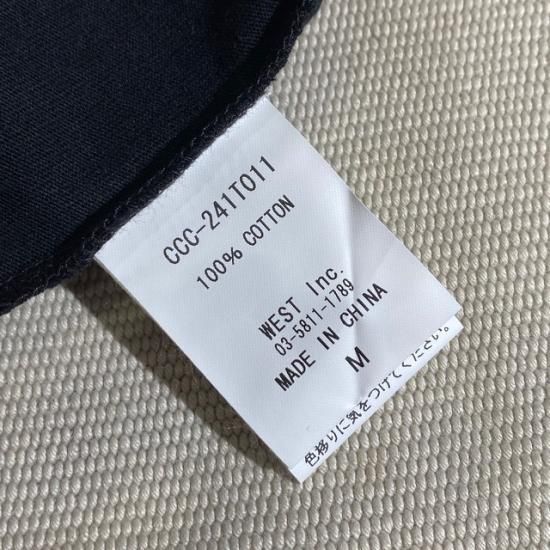 CCC-241T011
100% COTTON
WEST Inc.
03-5811-1789
MADE IN CHINA
M
色移りに気をつけてください。